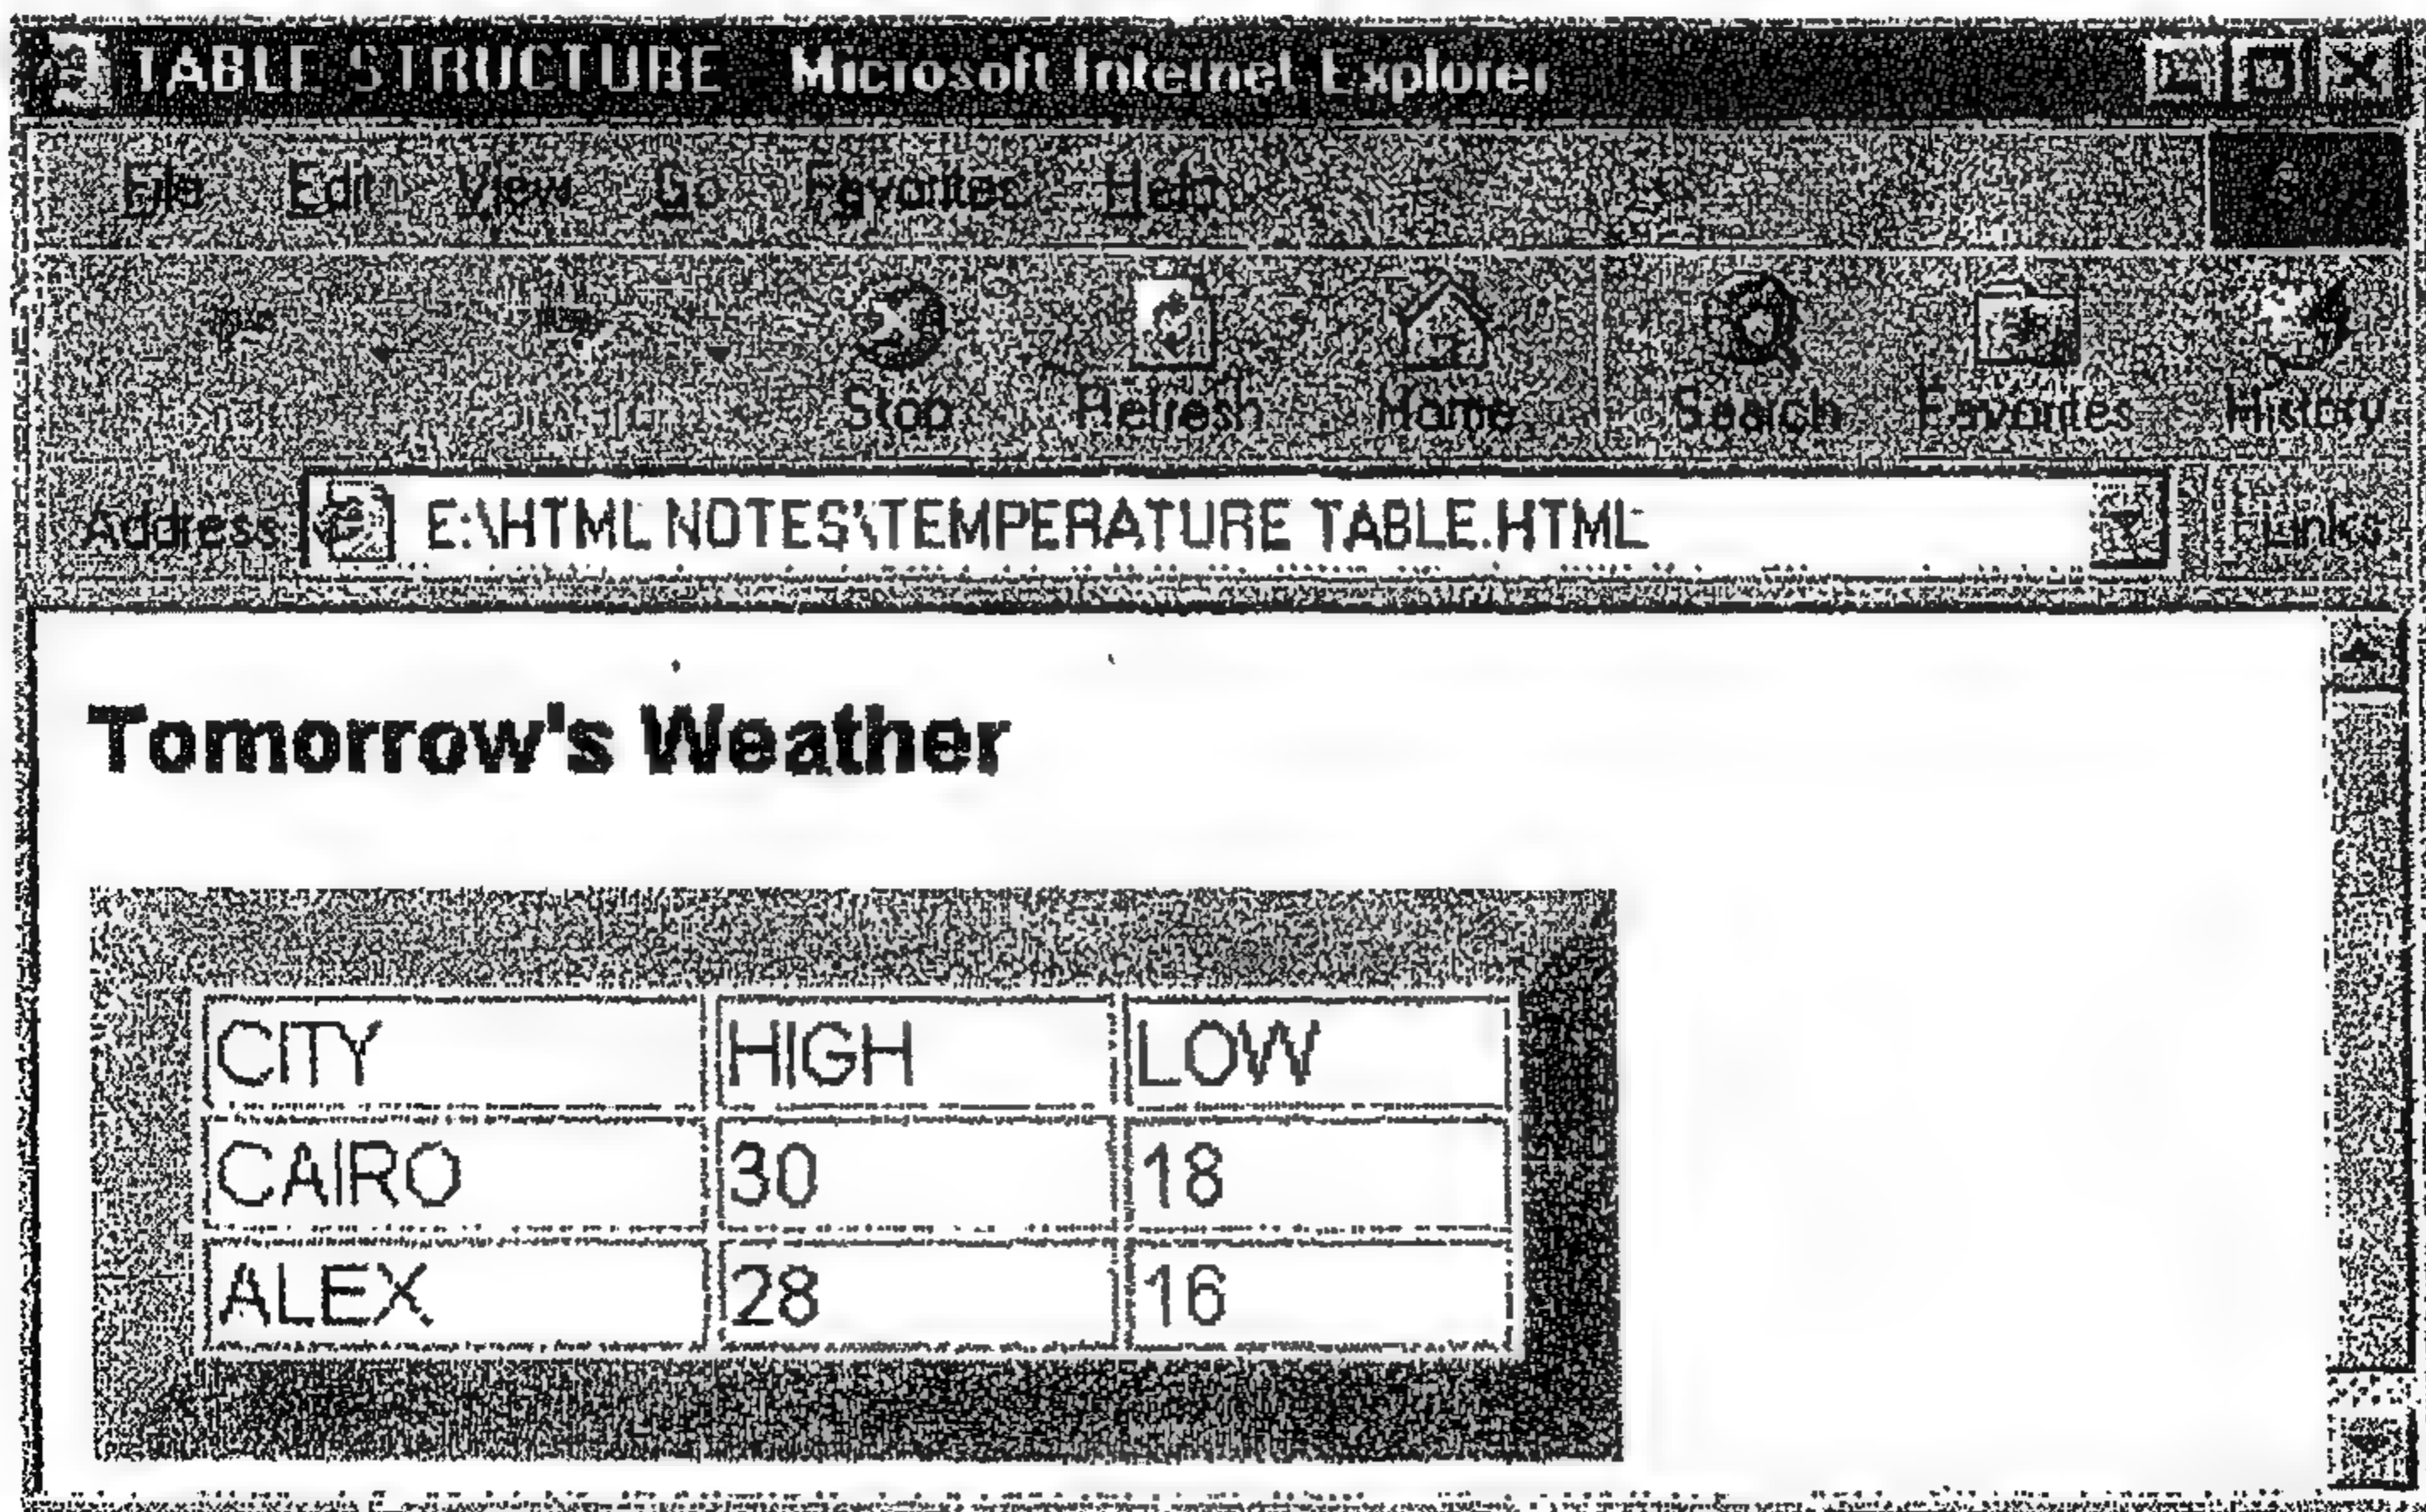 TABLE STRUCTURE Microsoft Internet Explorer
File Edit View Go Favorites Help
Stop Refresh Home Search Favorites History
Address E:\HTML NOTES\TEMPERATURE TABLE.HTML Links
Tomorrow's Weather
CITY HIGH LOW
CAIRO 30 18
ALEX 28 16